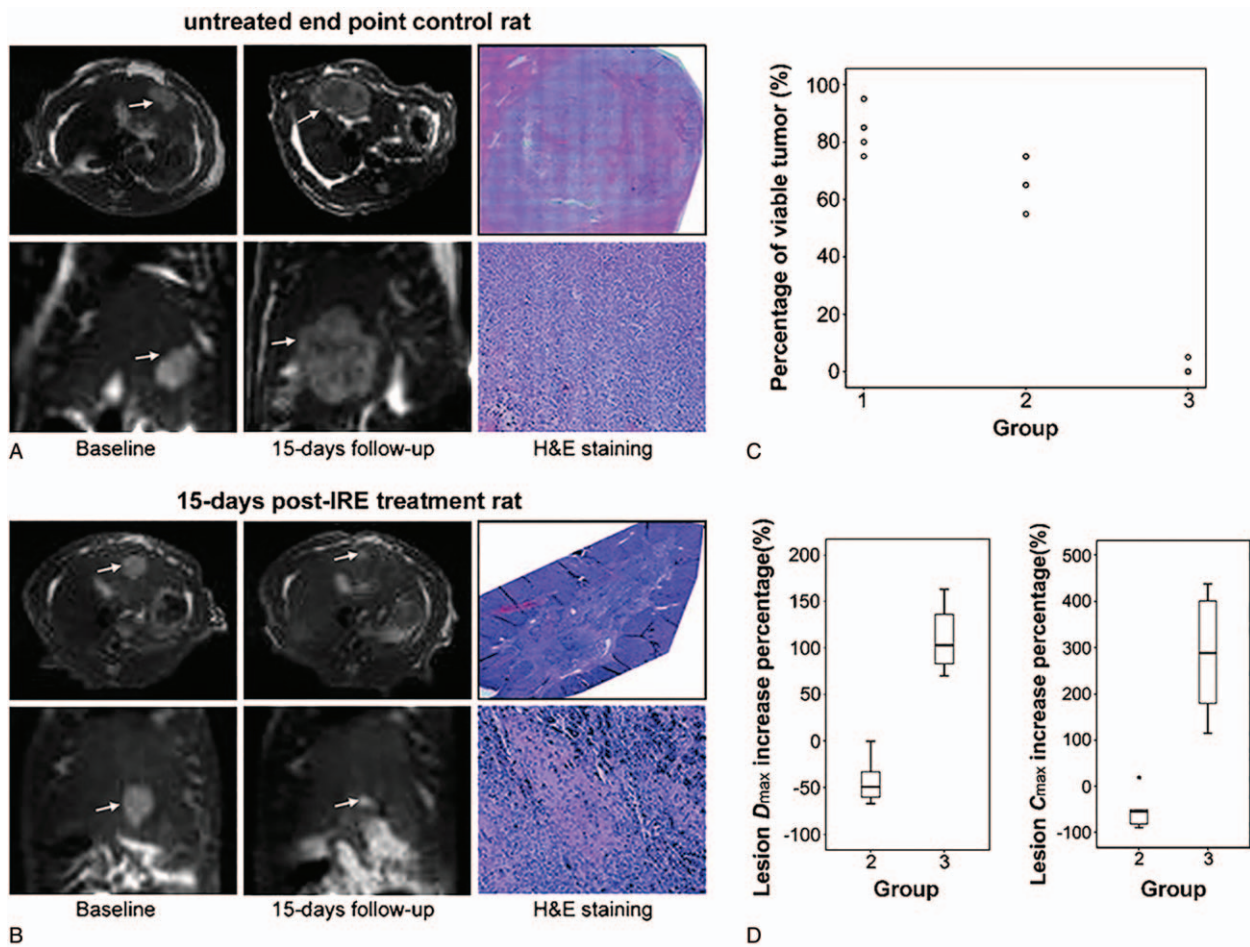 untreated end point control rat
A
Baseline
15-days follow-up
H&E staining
15-days post-IRE treatment rat
B
Baseline
15-days follow-up
H&E staining
Percentage of viable tumor (%)
100
80
60
40
20
0
1
2
3
Group
C
Lesion Dmax increase percentage(%)
200
150
100
50
0
-50
-100
2
3
Group
Lesion Cmax increase percentage(%)
500
400
300
200
100
0
-100
2
3
Group
D